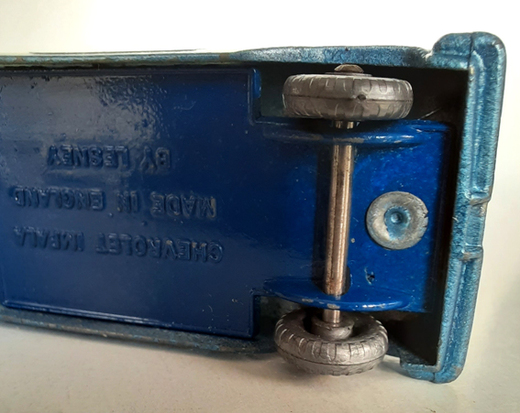 CHEVROLET IMPALA
MADE IN ENGLAND
BY LESNEY